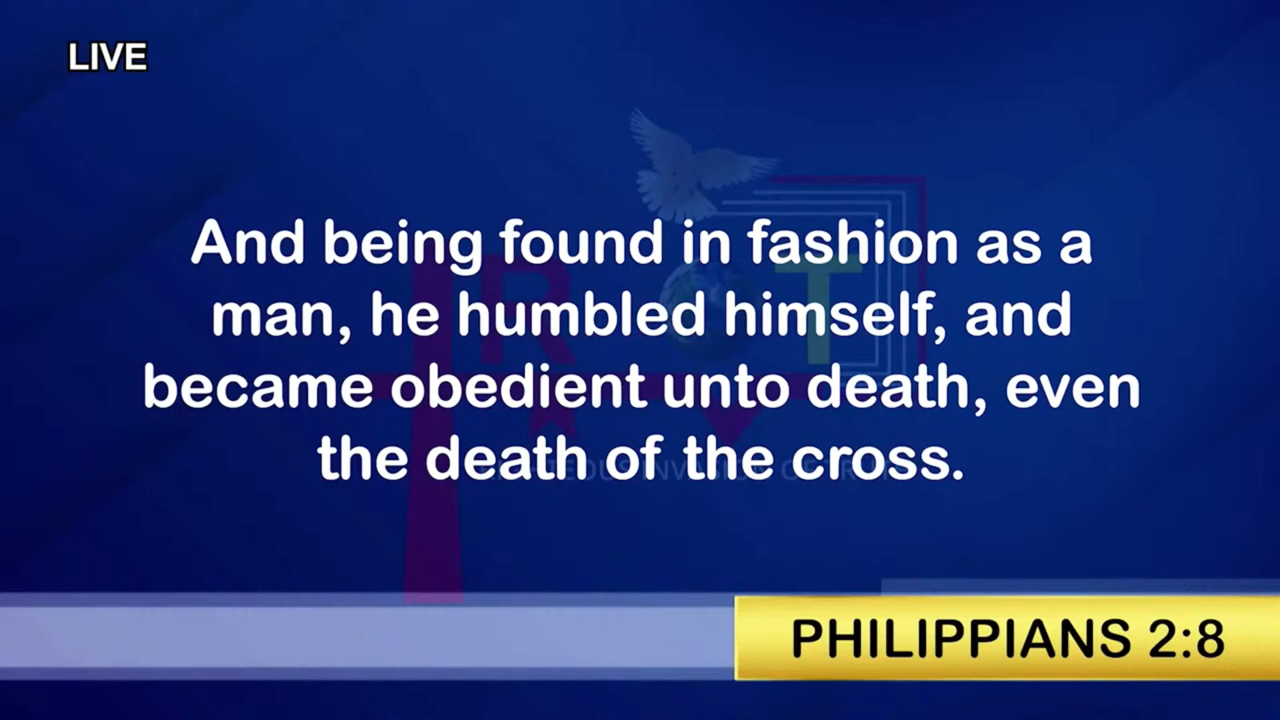 LIVE
And being found in fashion as a
man, he humbled himself, and
became obedient unto death, even
the death of the cross.
PHILIPPIANS 2:8